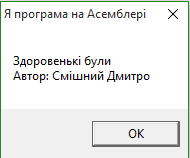 Я програма на Асемблері
Здоровенькі були
Автор: Смішний Дмитро
OK